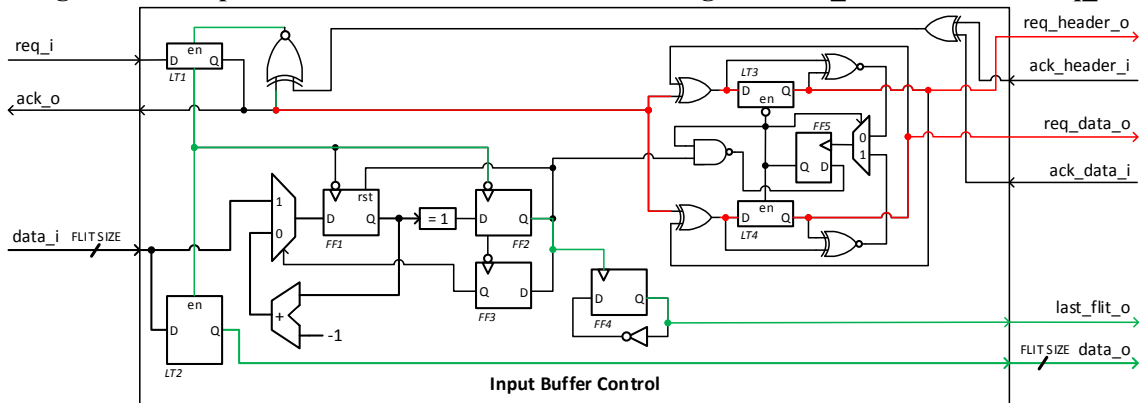 req_i
ack_o
data_i FLIT SIZE
en
D Q
LT1
en
D Q
LT2
1
0
rst
D Q
FF1
= 1
D Q
FF2
Q D
FF3
+
-1
D Q
FF4
LT3
D Q
en
FF5
Q D
0
1
en
D Q
LT4
req_header_o
ack_header_i
req_data_o
ack_data_i
last_flit_o
FLIT SIZE data_o
Input Buffer Control